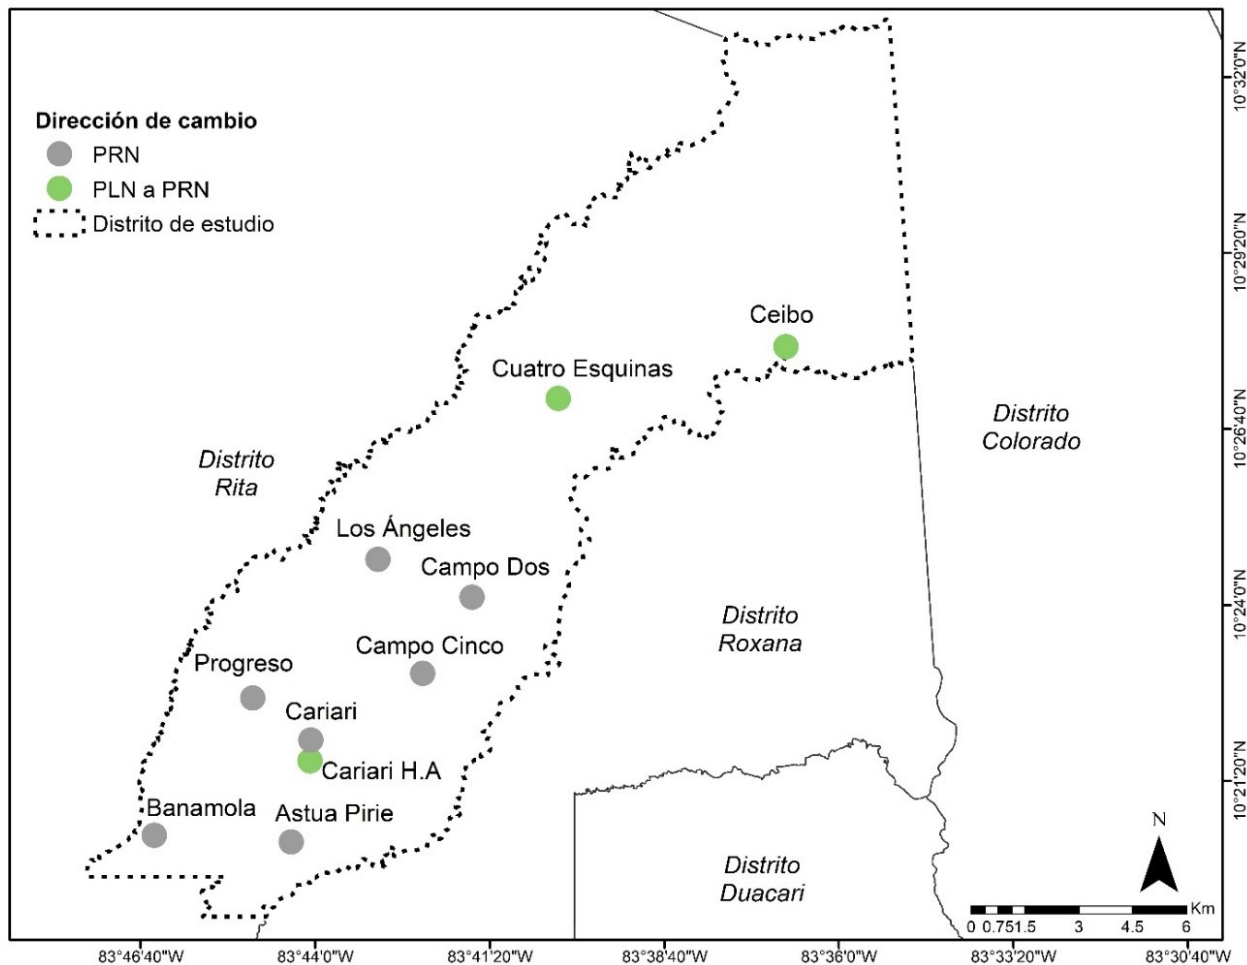 Dirección de cambio
PRN
PLN a PRN
Distrito de estudio
Ceibo
Cuatro Esquinas
Distrito
Colorado
Distrito
Rita
Los Ángeles
Campo Dos
Campo Cinco
Distrito
Roxana
Progreso
Cariari
Cariari H.A
Banamola
Astua Pirie
Distrito
Duacari
N
Km
0 0.75 1.5 3 4.5 6
10°32'0"N
10°29'20"N
10°26'40"N
10°24'0"N
10°21'20"N
83°46'40"W 83°44'0"W 83°41'20"W 83°38'40"W 83°36'0"W 83°33'20"W 83°30'40"W